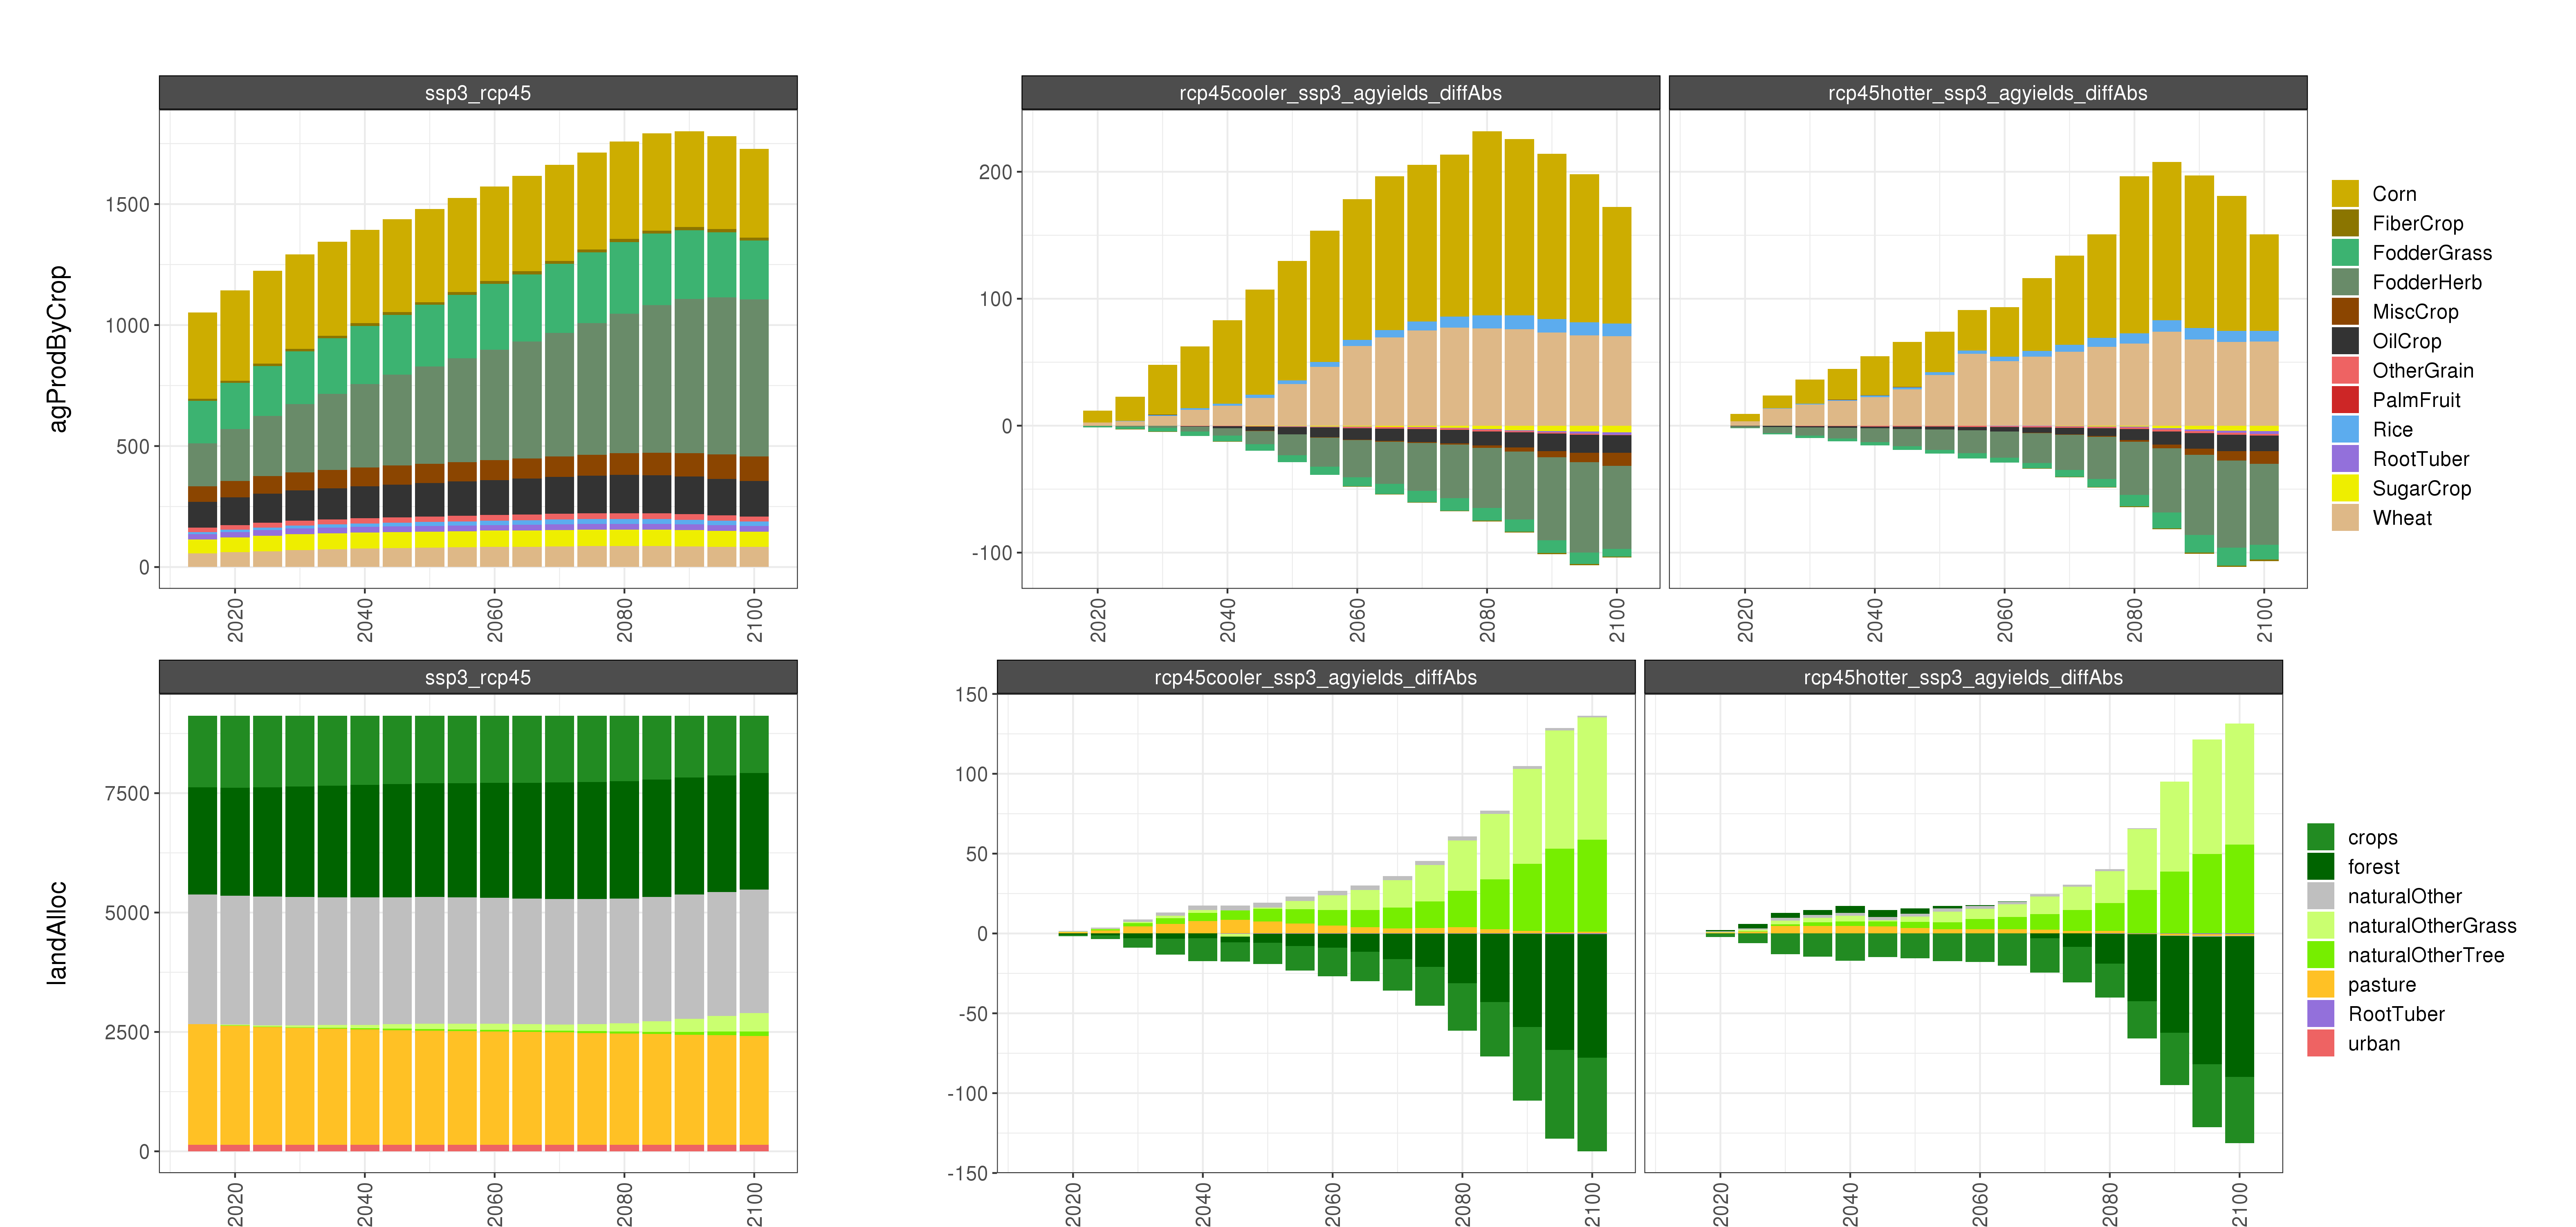 ssp3_rcp45
rcp45cooler_ssp3_agyields_diffAbs
rcp45hotter_ssp3_agyields_diffAbs
agProdByCrop
1500
1000
500
0
200
100
0
-100
2020
2040
2060
2080
2100
2020
2040
2060
2080
2100
2020
2040
2060
2080
2100
Corn
FiberCrop
FodderGrass
FodderHerb
MiscCrop
OilCrop
OtherGrain
PalmFruit
Rice
RootTuber
SugarCrop
Wheat
ssp3_rcp45
rcp45cooler_ssp3_agyields_diffAbs
rcp45hotter_ssp3_agyields_diffAbs
landAlloc
7500
5000
2500
0
150
100
50
0
-50
-100
-150
2020
2040
2060
2080
2100
2020
2040
2060
2080
2100
2020
2040
2060
2080
2100
crops
forest
naturalOther
naturalOtherGrass
naturalOtherTree
pasture
RootTuber
urban